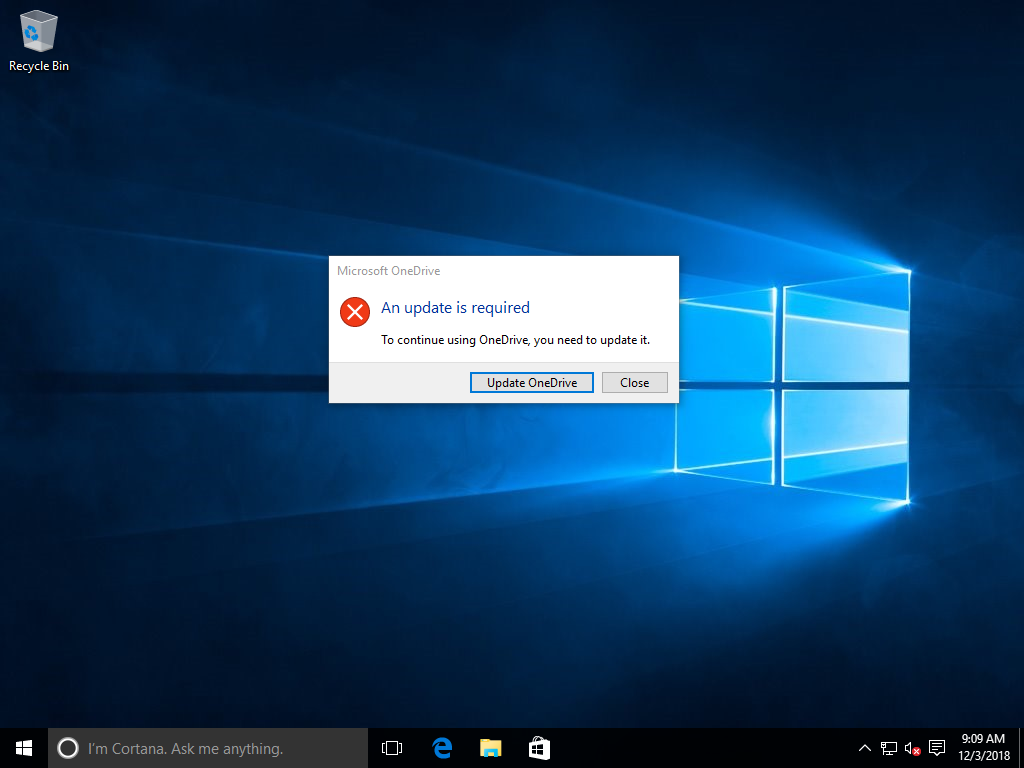 Recycle Bin
Microsoft OneDrive
An update is required
To continue using OneDrive, you need to update it.
Update OneDrive
Close
I'm Cortana. Ask me anything.
9:09 AM
12/3/2018